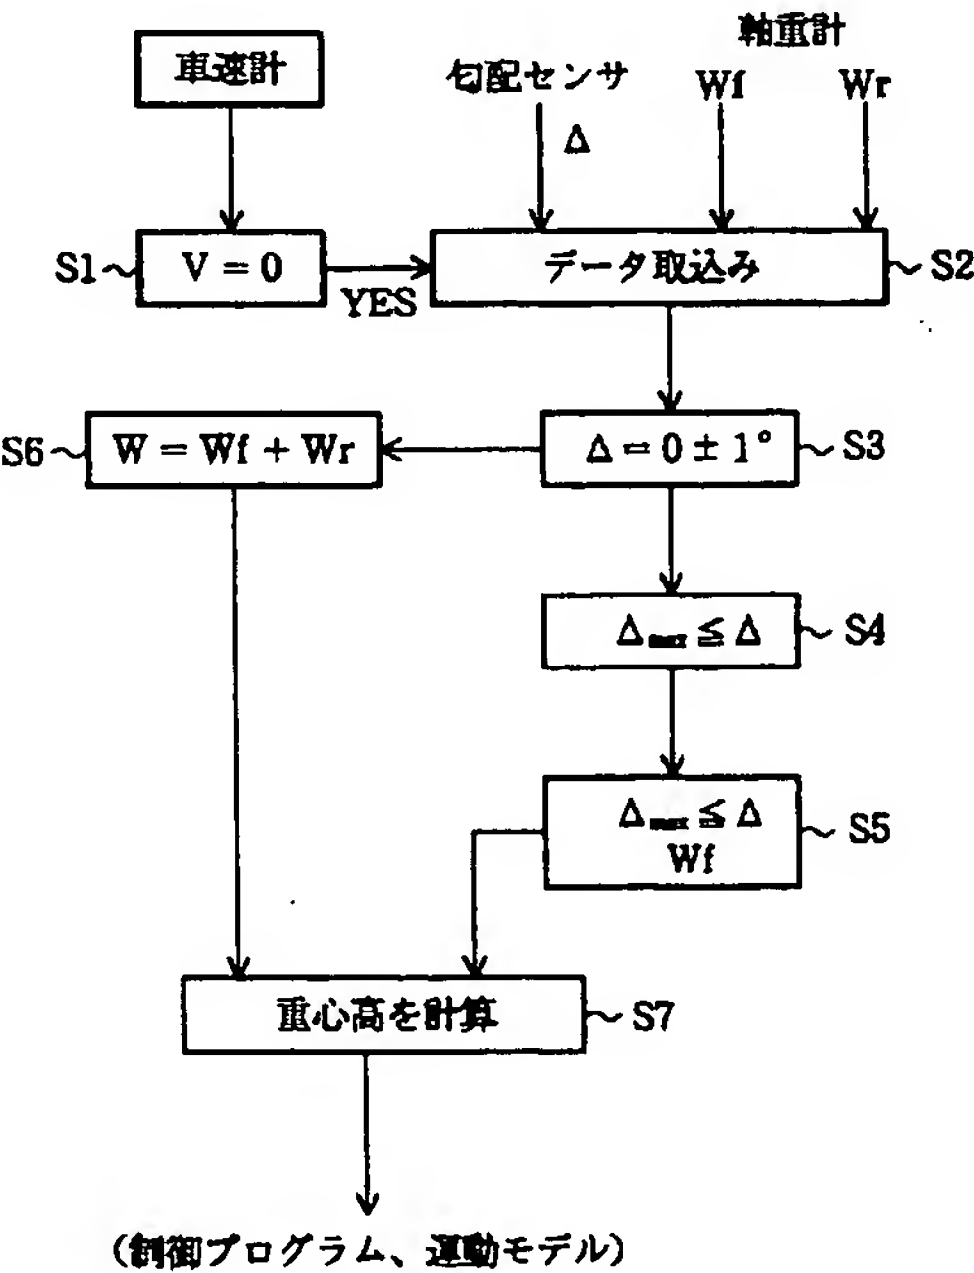 軸重計
車速計
勾配センサ
Wf
Wr
Δ
S1
V = 0
YES
データ取込み
S2
S6
W = Wf + Wr
Δ = 0 ± 1°
S3
Δmax ≦ Δ
S4
Δmax ≦ Δ
Wf
S5
重心高を計算
S7
(制御プログラム、運動モデル)